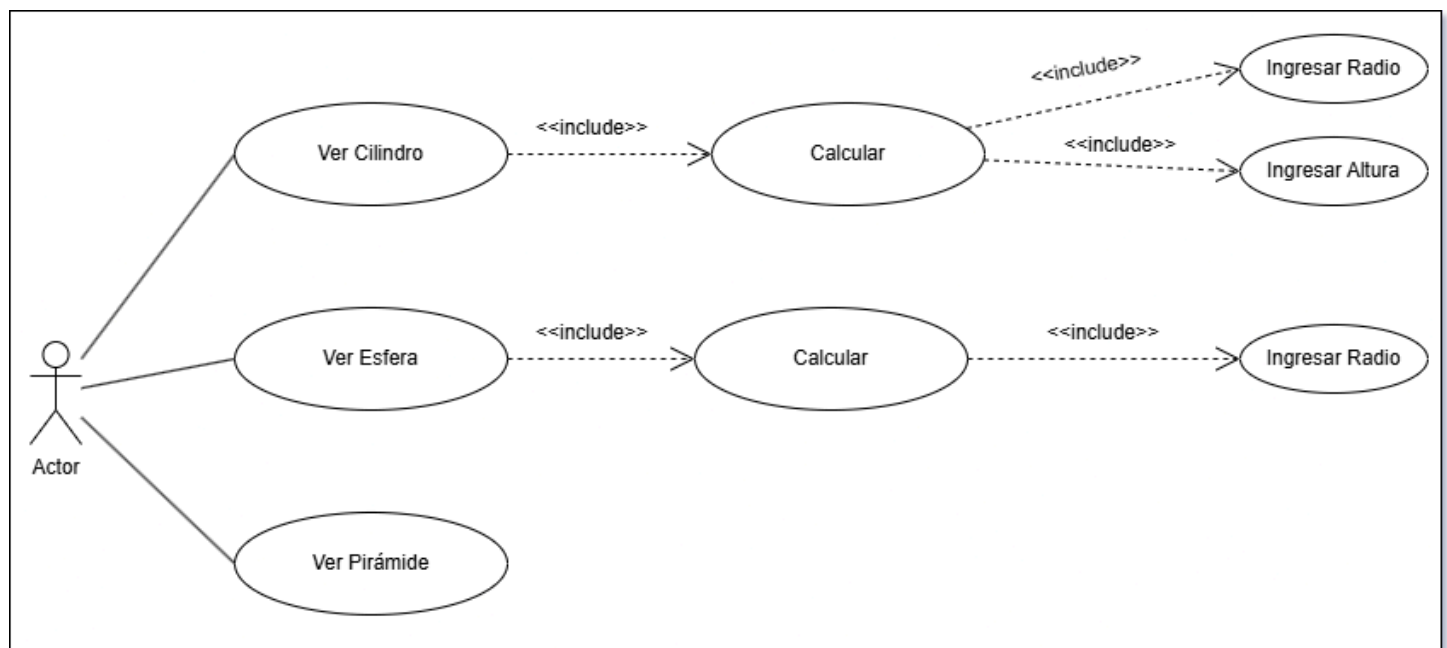 <<include>>
Ingresar Radio
Ver Cilindro
<<include>>
Calcular
<<include>>
Ingresar Altura
Ver Esfera
<<include>>
Calcular
<<include>>
Ingresar Radio
Actor
Ver Pirámide